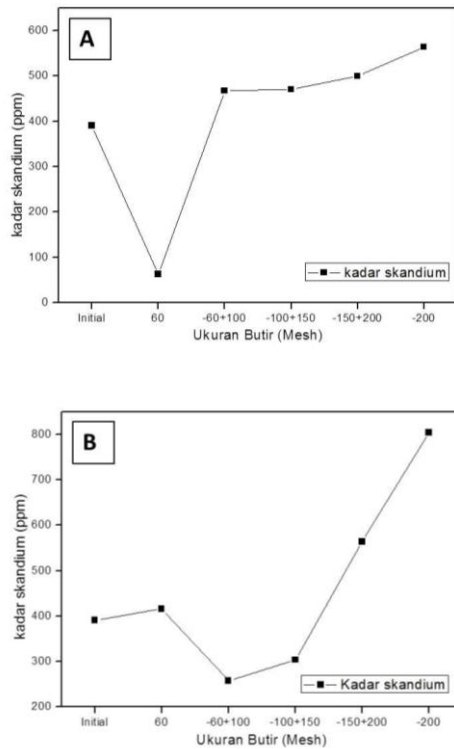 A
600
500
400
300
200
100
0
kadar skandium (ppm)
kadar skandium
Initial 60 -60+100 -100+150 -150+200 -200
Ukuran Butir (Mesh)
B
800
700
600
500
400
300
200
kadar skandium (ppm)
Kadar skandium
Initial 60 -60+100 -100+150 -150+200 -200
Ukuran Butir (Mesh)